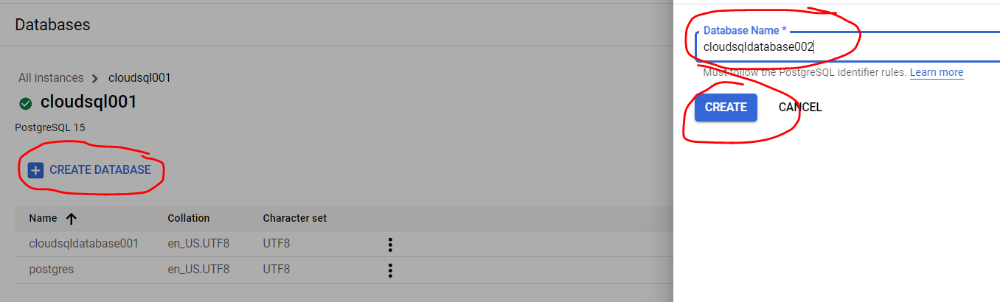 Databases
All instances > cloudsql001
cloudsql001
PostgreSQL 15
CREATE DATABASE
Name Collation Character set
cloudsqldatabase001 en_US.UTF8 UTF8
postgres en_US.UTF8 UTF8
Database Name *
cloudsqldatabase002
Must follow the PostgreSQL identifier rules. Learn more
CREATE CANCEL